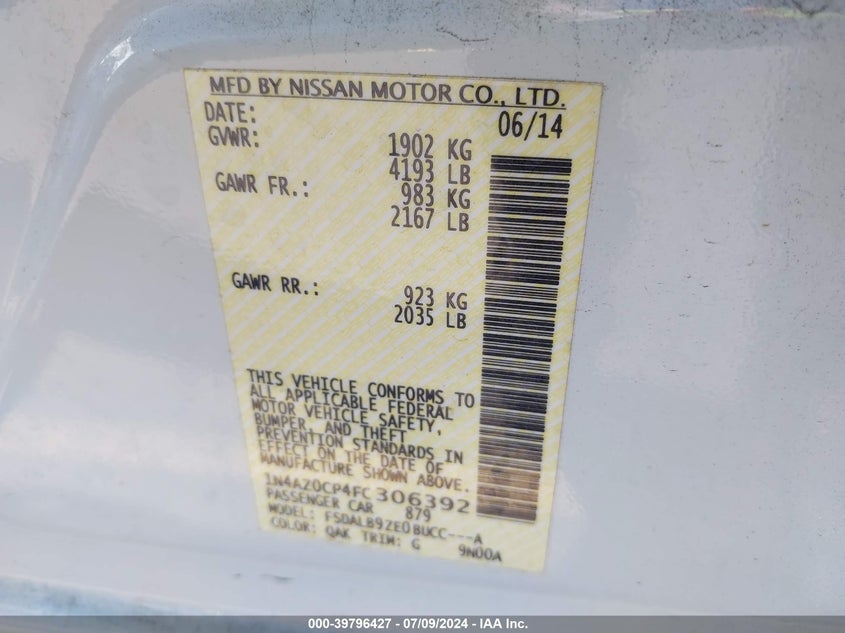 MFD BY NISSAN MOTOR CO., LTD.
DATE: 06/14
GVWR: 1902 KG
4193 LB
GAWR FR.: 983 KG
2167 LB
GAWR RR.: 923 KG
2035 LB
THIS VEHICLE CONFORMS TO
ALL APPLICABLE FEDERAL
MOTOR VEHICLE SAFETY,
BUMPER, AND THEFT
PREVENTION STANDARDS IN
EFFECT ON THE DATE OF
MANUFACTURE SHOWN ABOVE.
1N4AZ0CP4FC306392
PASSENGER CAR 879
MODEL: FSDALB9ZE0BUCC---A
COLOR: QAK TRIM: G 9N00A
000-39796427 - 07/09/2024 - IAA Inc.